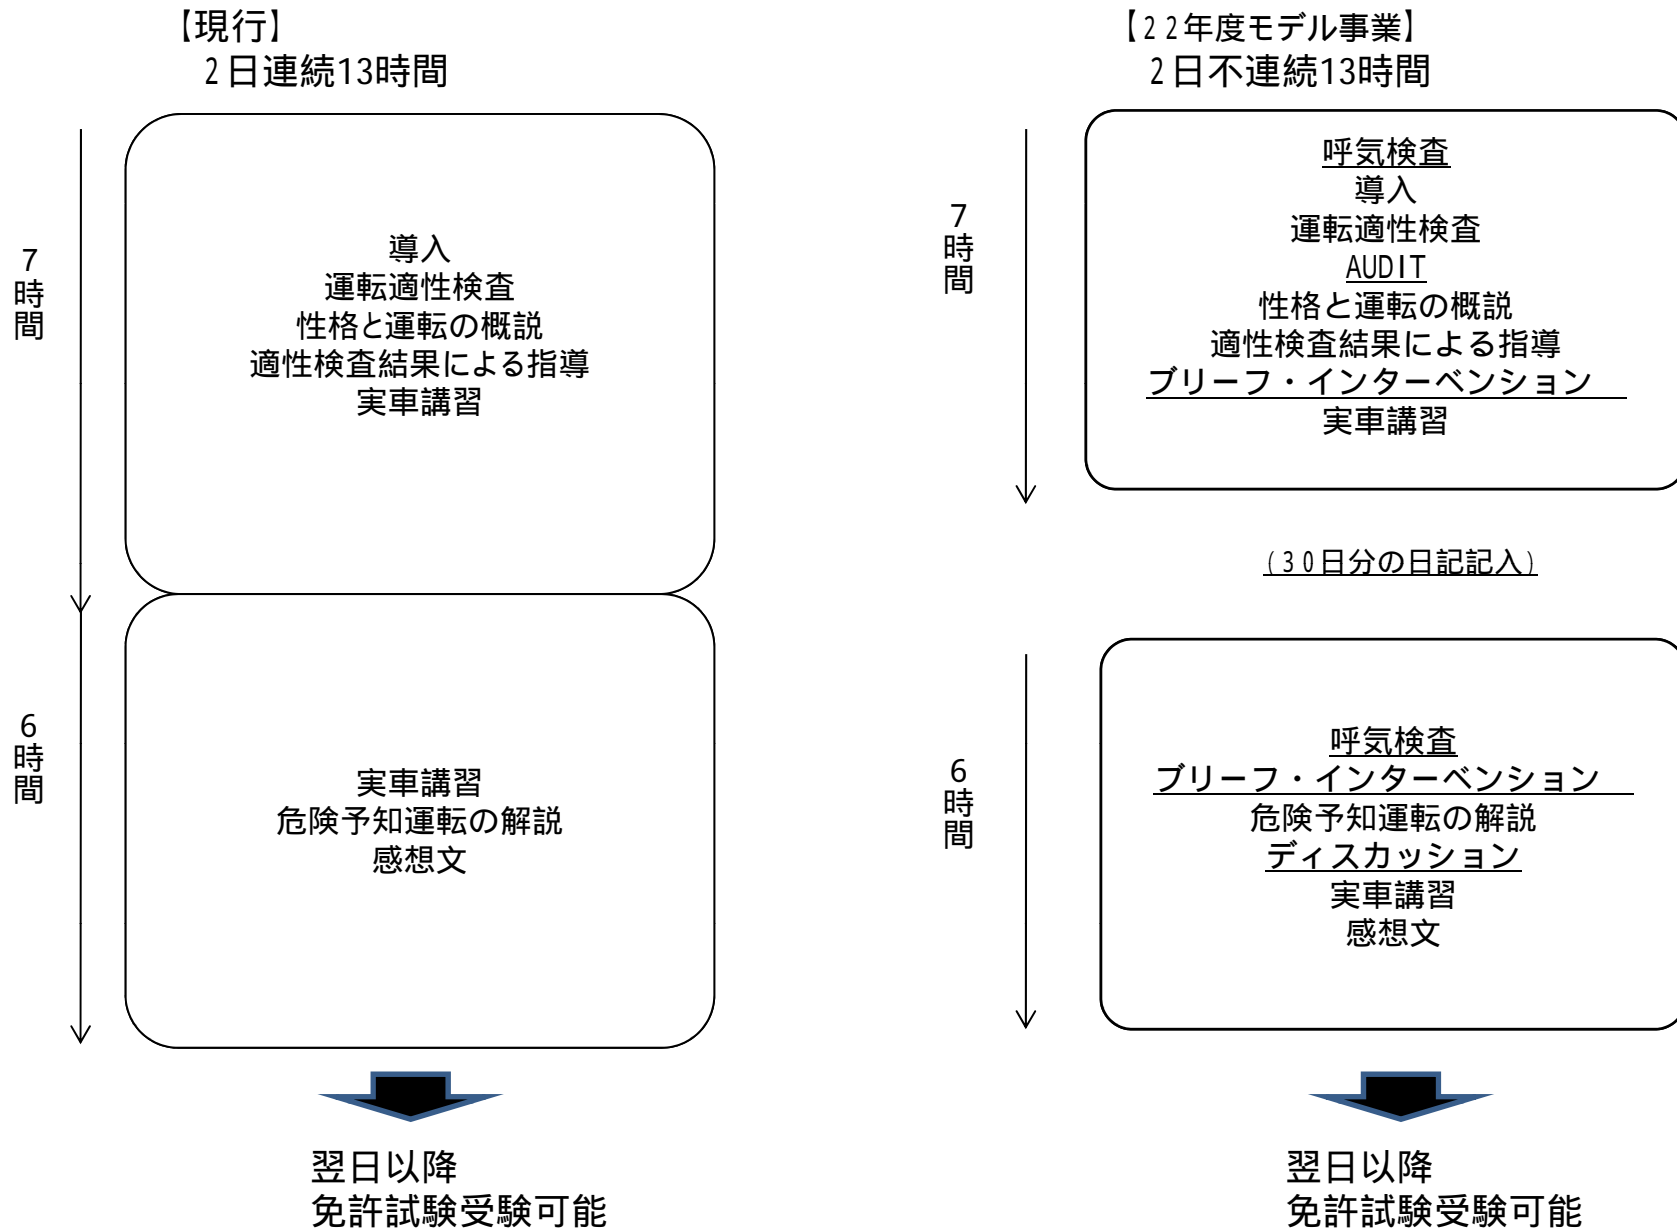 【現行】
2日連続13時間
7時間
導入
運転適性検査
性格と運転の概説
適性検査結果による指導
実車講習
6時間
実車講習
危険予知運転の解説
感想文
翌日以降
免許試験受験可能
【22年度モデル事業】
2日不連続13時間
7時間
呼気検査
導入
運転適性検査
AUDIT
性格と運転の概説
適性検査結果による指導
ブリーフ・インターベンション
実車講習
(30日分の日記記入)
6時間
呼気検査
ブリーフ・インターベンション
危険予知運転の解説
ディスカッション
実車講習
感想文
翌日以降
免許試験受験可能